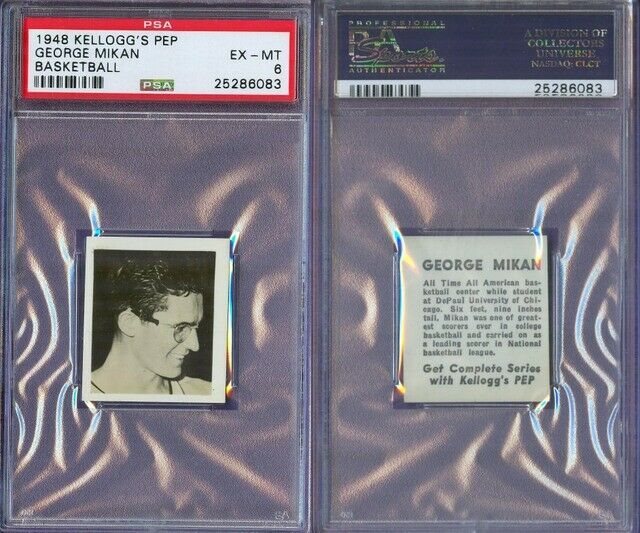 PSA
1948 KELLOGG'S PEP
GEORGE MIKAN EX-MT
BASKETBALL 6
PSA 25286083
PROFESSIONAL
PSA
Sports
AUTHENTICATOR
A DIVISION OF
COLLECTORS
UNIVERSE
NASDAQ: CLCT
25286083
GEORGE MIKAN
All Time All American bas-
ketball center while student
at DePaul University of Chi-
cago. Six feet, nine inches
tall, Mikan was one of great-
est scorers ever in college
basketball and carried on as
a leading scorer in National
basketball league.
Get Complete Series
with Kellogg's PEP